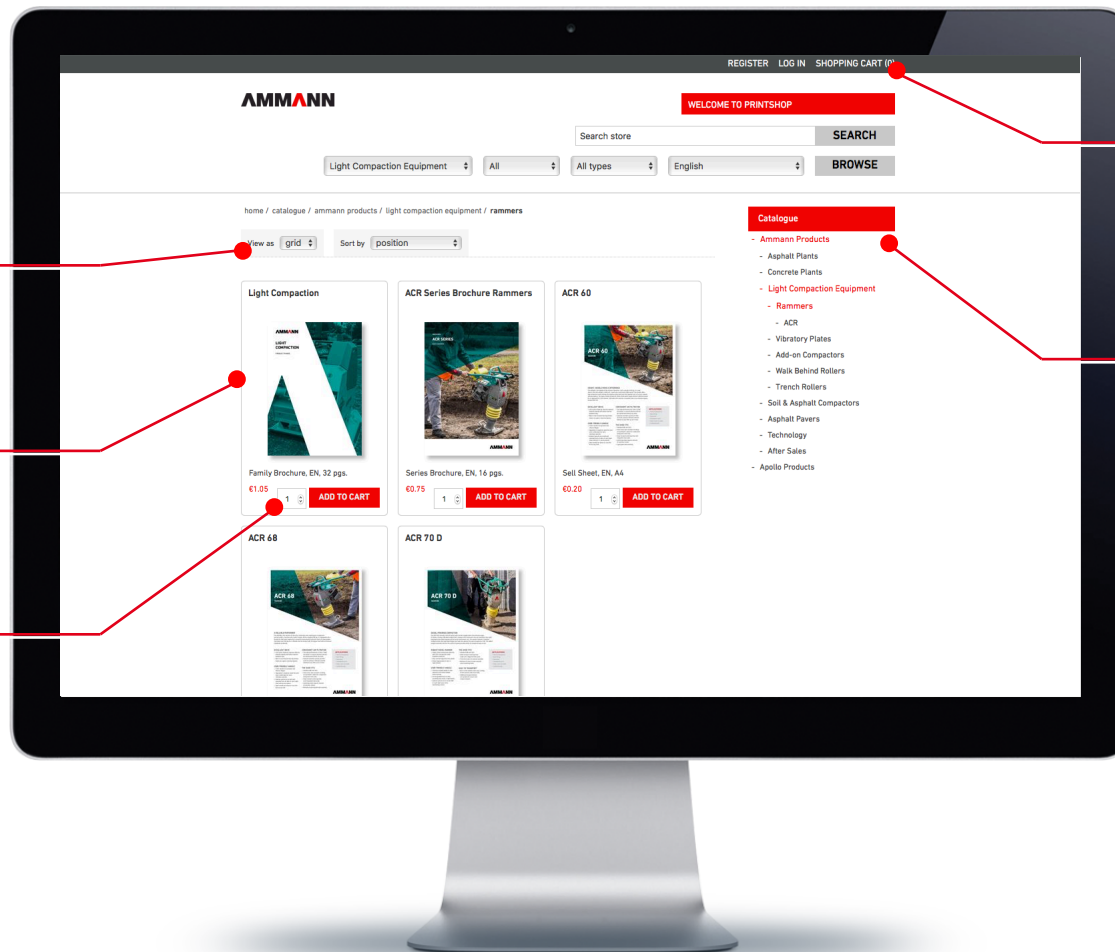 REGISTER LOG IN SHOPPING CART (0)
AMMANN
WELCOME TO PRINTSHOP
Search store SEARCH
Light Compaction Equipment All All types English BROWSE
home / catalogue / ammann products / light compaction equipment / rammers
View as grid Sort by position
Catalogue
- Ammann Products
- Asphalt Plants
- Concrete Plants
- Light Compaction Equipment
- Rammers
- ACR
- Vibratory Plates
- Add-on Compactors
- Walk Behind Rollers
- Trench Rollers
- Soil & Asphalt Compactors
- Asphalt Pavers
- Technology
- After Sales
- Apollo Products
Light Compaction
AMMANN
LIGHT
COMPACTION
Family Brochure, EN, 32 pgs.
€1.05 1 ADD TO CART
ACR Series Brochure Rammers
ACR SERIES
AMMANN
Series Brochure, EN, 16 pgs.
€0.75 1 ADD TO CART
ACR 60
ACR 60
AMMANN
Sell Sheet, EN, A4
€0.20 1 ADD TO CART
ACR 68
ACR 68
AMMANN
ACR 70 D
ACR 70 D
AMMANN